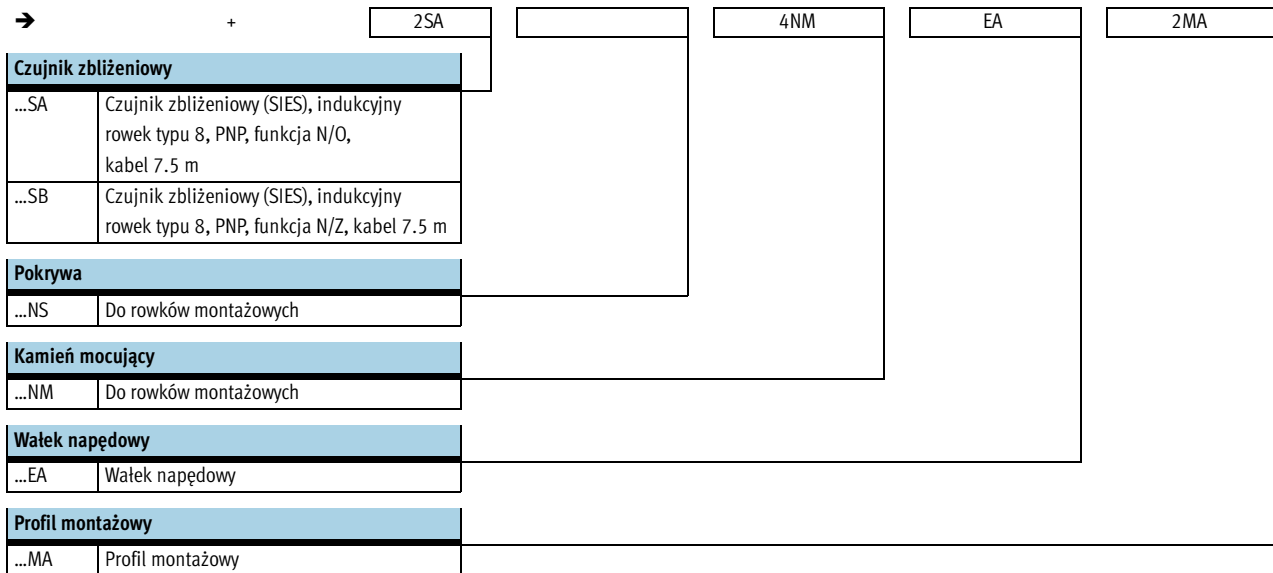 ➔ + 2SA 4NM EA 2MA
Czujnik zbliżeniowy
...SA Czujnik zbliżeniowy (SIES), indukcyjny
rowek typu 8, PNP, funkcja N/O,
kabel 7.5 m
...SB Czujnik zbliżeniowy (SIES), indukcyjny
rowek typu 8, PNP, funkcja N/Z, kabel 7.5 m
Pokrywa
...NS Do rowków montażowych
Kamień mocujący
...NM Do rowków montażowych
Wałek napędowy
...EA Wałek napędowy
Profil montażowy
...MA Profil montażowy